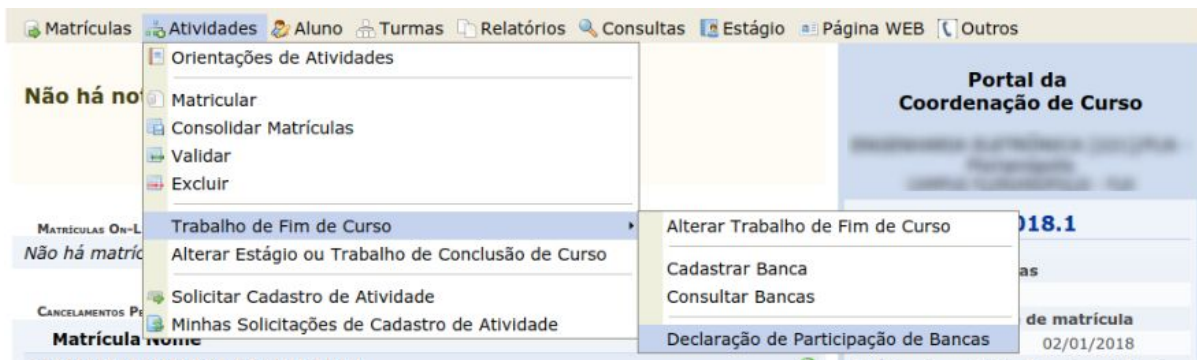 Matrículas Atividades Aluno Turmas Relatórios Consultas Estágio Página WEB Outros
Orientações de Atividades
Não há not
Matricular
Consolidar Matrículas
Validar
Excluir
Trabalho de Fim de Curso
Alterar Estágio ou Trabalho de Conclusão de Curso
Solicitar Cadastro de Atividade
Minhas Solicitações de Cadastro de Atividade
Alterar Trabalho de Fim de Curso
Cadastrar Banca
Consultar Bancas
Declaração de Participação de Bancas
Matrículas On-L
Não há matríc
Cancelamentos Pe
Matrícula Nome
Portal da
Coordenação de Curso
018.1
as
de matrícula
02/01/2018